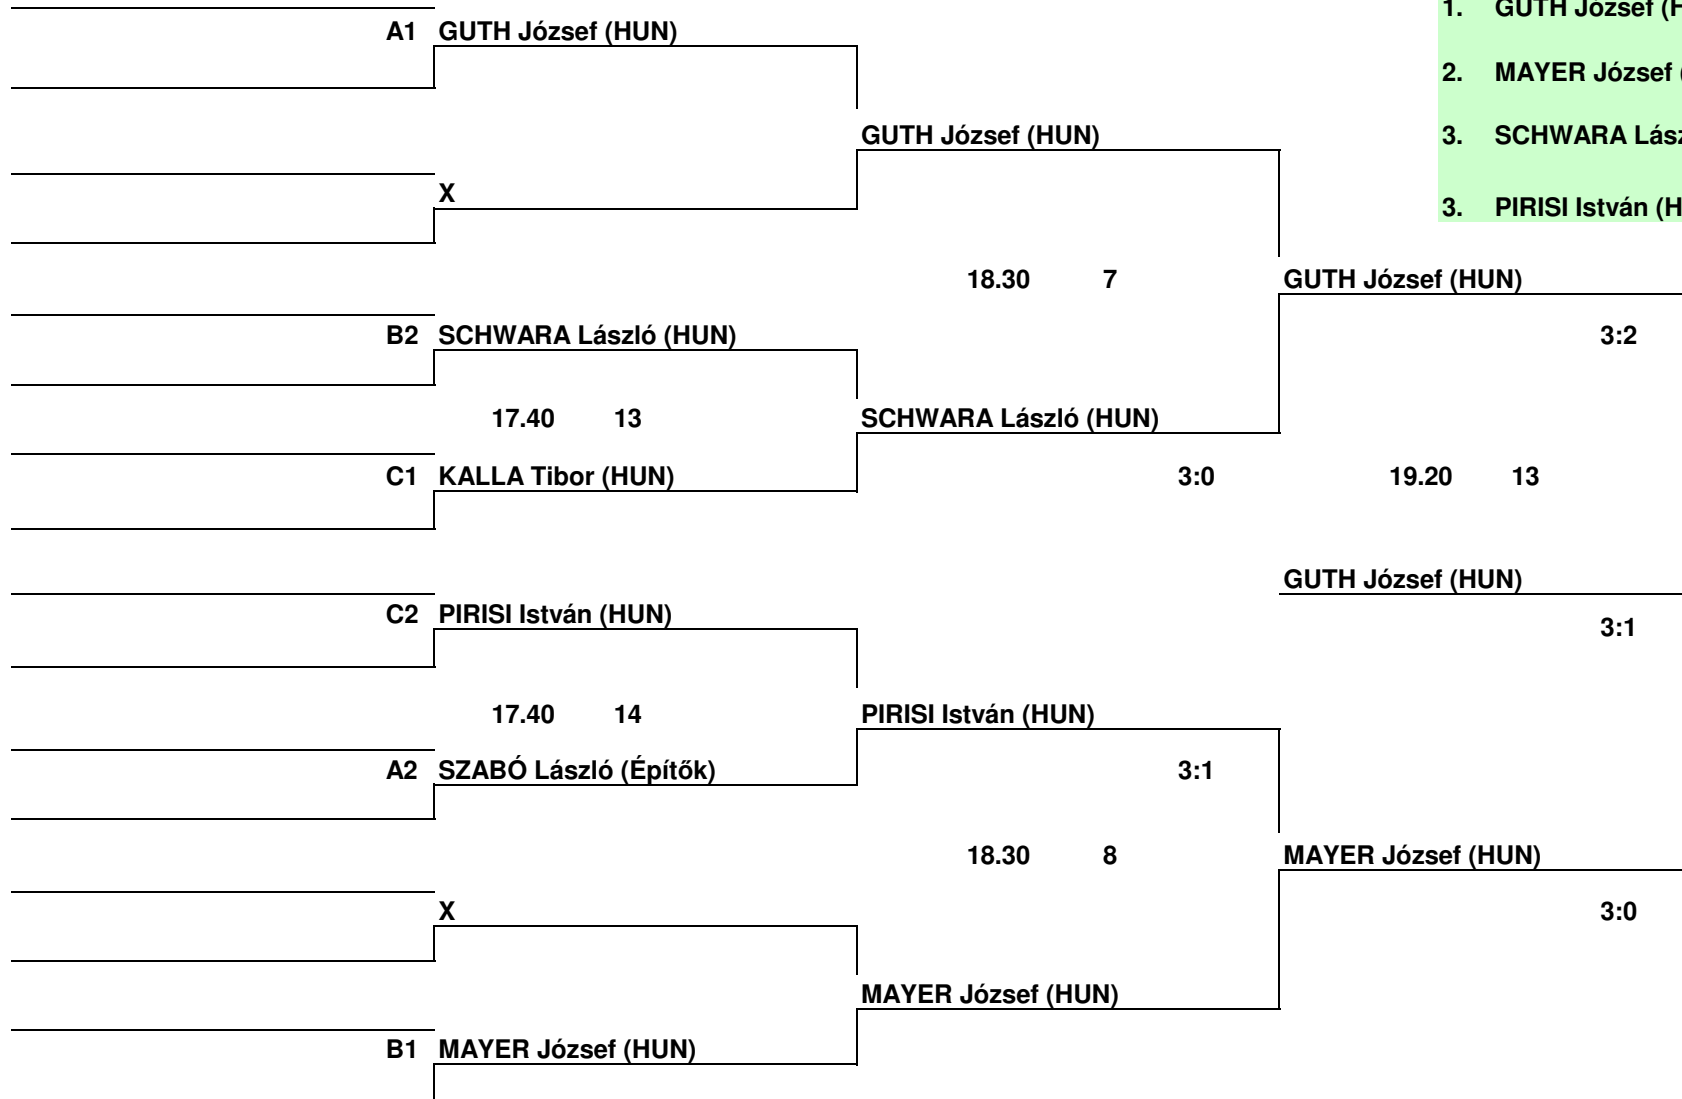 1. GUTH József (H
A1 GUTH József (HUN)
2. MAYER József
GUTH József (HUN)
3. SCHWARA Lász
X
3. PIRISI István (H
18.30 7 GUTH József (HUN)
B2 SCHWARA László (HUN) 3:2
17.40 13 SCHWARA László (HUN)
C1 KALLA Tibor (HUN) 3:0 19.20 13
GUTH József (HUN)
C2 PIRISI István (HUN) 3:1
17.40 14 PIRISI István (HUN)
A2 SZABÓ László (Építők) 3:1
18.30 8 MAYER József (HUN)
X 3:0
MAYER József (HUN)
B1 MAYER József (HUN)